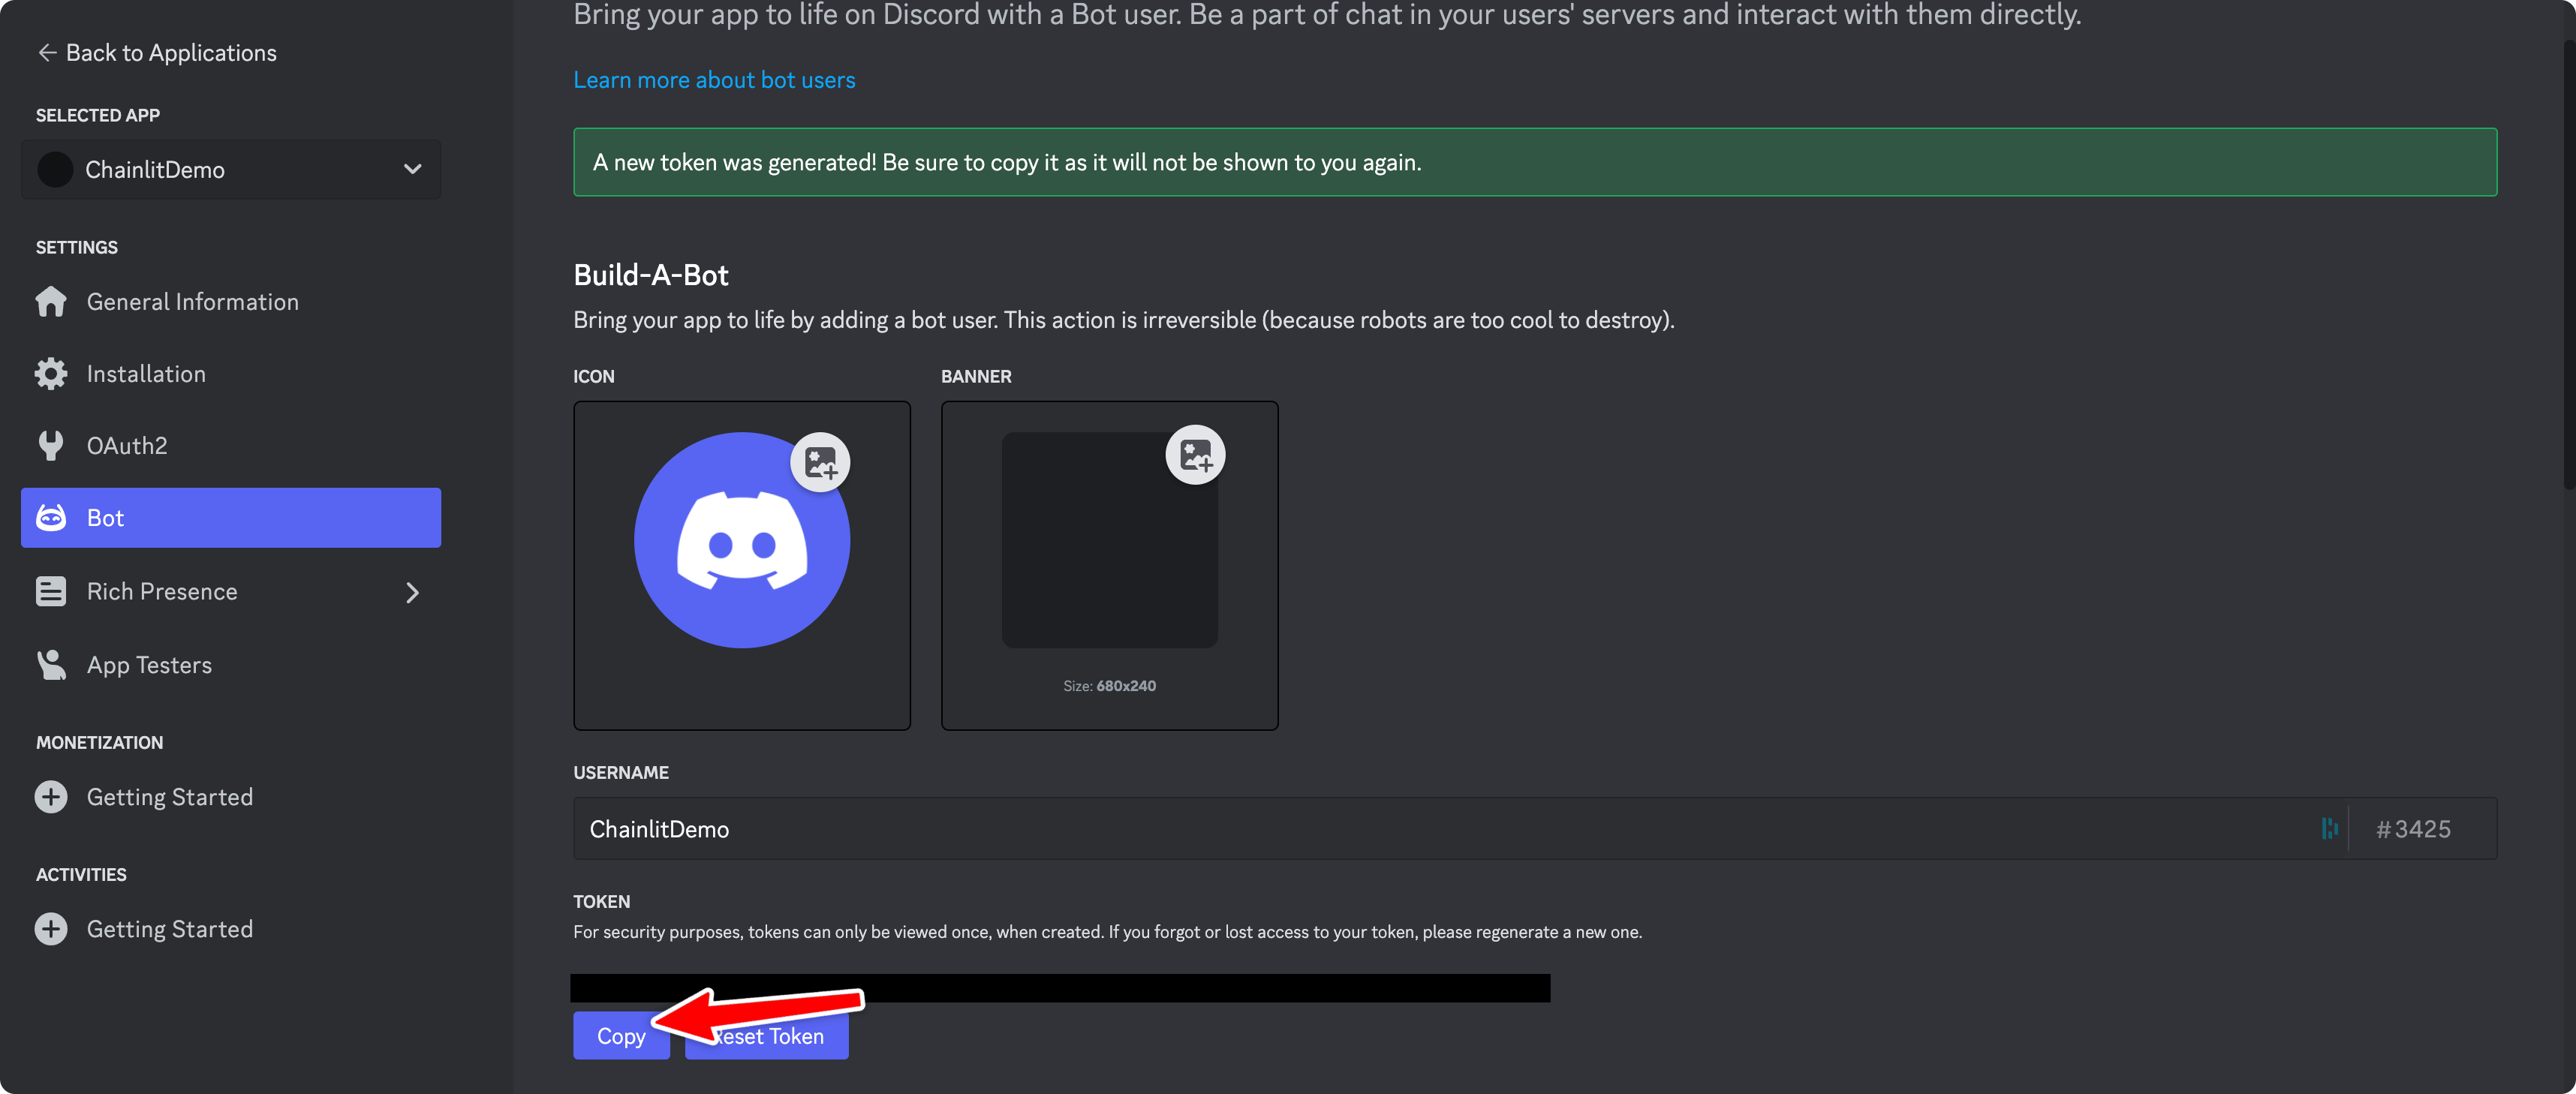 Back to Applications
SELECTED APP
ChainlitDemo
SETTINGS
General Information
Installation
OAuth2
Bot
Rich Presence
App Testers
MONETIZATION
Getting Started
ACTIVITIES
Getting Started
Bring your app to life on Discord with a Bot user. Be a part of chat in your users' servers and interact with them directly.
Learn more about bot users
A new token was generated! Be sure to copy it as it will not be shown to you again.
Build-A-Bot
Bring your app to life by adding a bot user. This action is irreversible (because robots are too cool to destroy).
ICON
BANNER
Size: 680x240
USERNAME
ChainlitDemo
#3425
TOKEN
For security purposes, tokens can only be viewed once, when created. If you forgot or lost access to your token, please regenerate a new one.
Copy
Reset Token